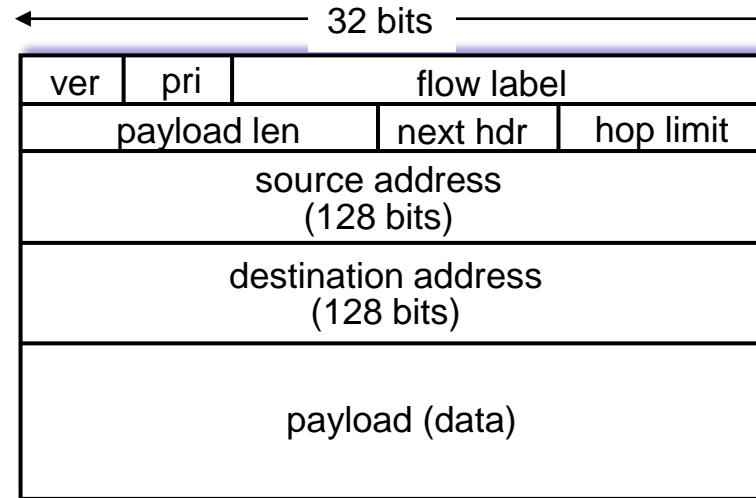 32 bits
ver pri flow label
payload len next hdr hop limit
source address
(128 bits)
destination address
(128 bits)
payload (data)